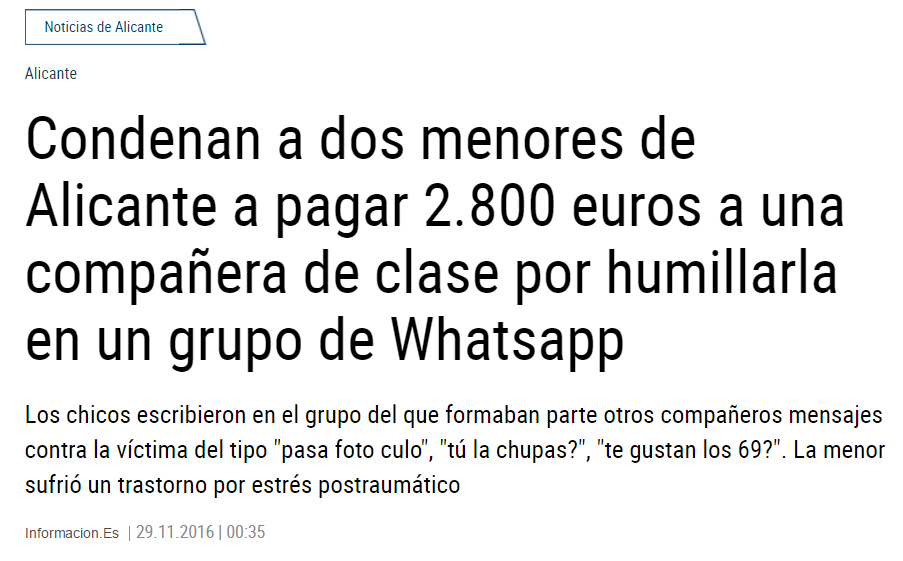 Noticias de Alicante
Alicante
Condenan a dos menores de
Alicante a pagar 2.800 euros a una
compañera de clase por humillarla
en un grupo de Whatsapp
Los chicos escribieron en el grupo del que formaban parte otros compañeros mensajes
contra la víctima del tipo "pasa foto culo", "tú la chupas?", "te gustan los 69?". La menor
sufrió un trastorno por estrés postraumático
Informacion.Es | 29.11.2016 | 00:35